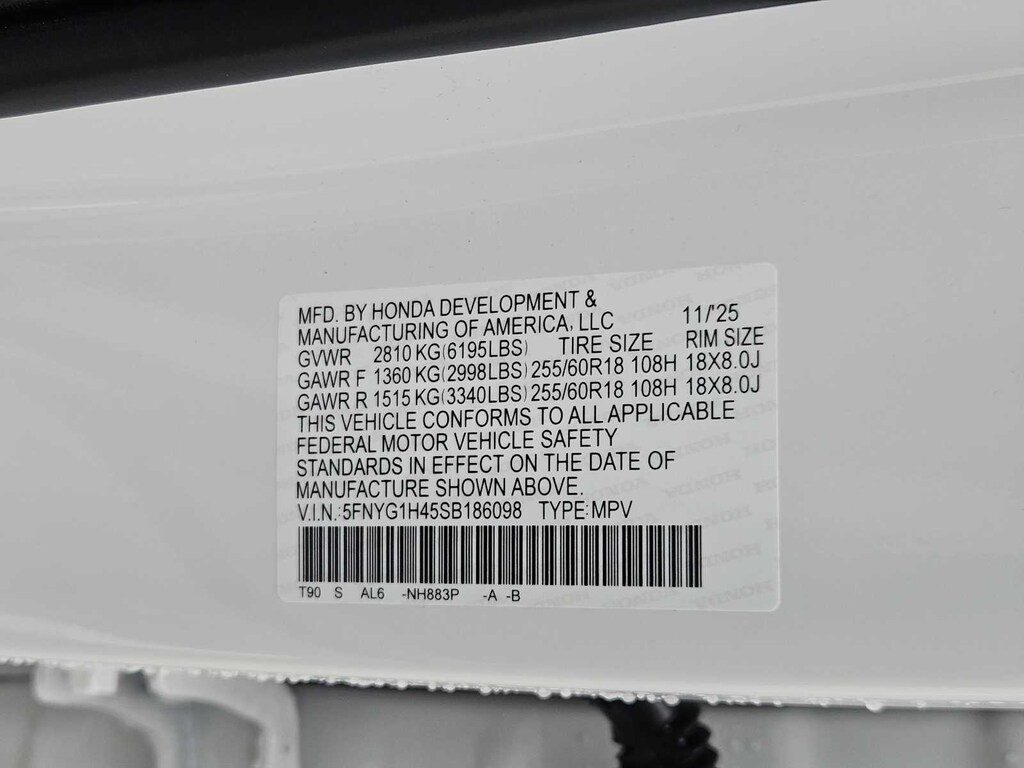 MFD. BY HONDA DEVELOPMENT &
MANUFACTURING OF AMERICA, LLC 11/'25
GVWR 2810 KG(6195LBS) TIRE SIZE RIM SIZE
GAWR F 1360 KG(2998LBS) 255/60R18 108H 18X8.0J
GAWR R 1515 KG(3340LBS) 255/60R18 108H 18X8.0J
THIS VEHICLE CONFORMS TO ALL APPLICABLE
FEDERAL MOTOR VEHICLE SAFETY
STANDARDS IN EFFECT ON THE DATE OF
MANUFACTURE SHOWN ABOVE.
V.I.N.:5FNYG1H45SB186098 TYPE:MPV
T90 S AL6 -NH883P -A -B